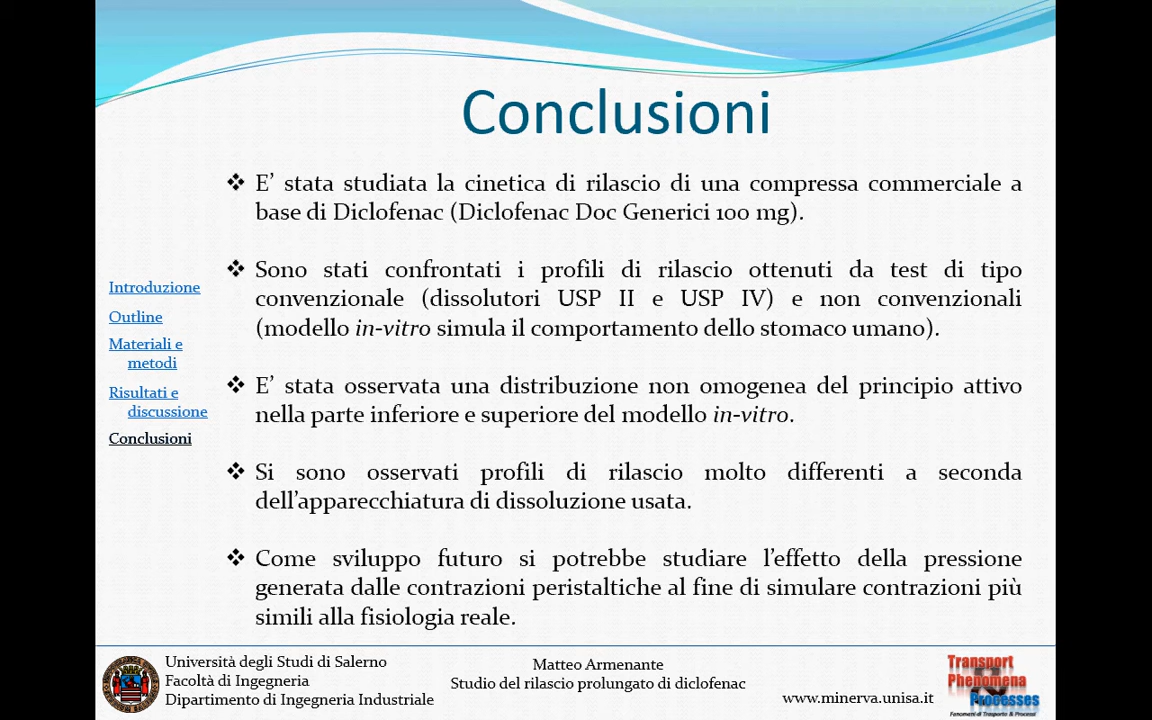 Conclusioni
❖ E’ stata studiata la cinetica di rilascio di una compressa commerciale a
base di Diclofenac (Diclofenac Doc Generici 100 mg).
❖ Sono stati confrontati i profili di rilascio ottenuti da test di tipo
convenzionale (dissolutori USP II e USP IV) e non convenzionali
(modello in-vitro simula il comportamento dello stomaco umano).
❖ E’ stata osservata una distribuzione non omogenea del principio attivo
nella parte inferiore e superiore del modello in-vitro.
❖ Si sono osservati profili di rilascio molto differenti a seconda
dell’apparecchiatura di dissoluzione usata.
❖ Come sviluppo futuro si potrebbe studiare l’effetto della pressione
generata dalle contrazioni peristaltiche al fine di simulare contrazioni più
simili alla fisiologia reale.
Introduzione
Outline
Materiali e
metodi
Risultati e
discussione
Conclusioni
Università degli Studi di Salerno
Facoltà di Ingegneria
Dipartimento di Ingegneria Industriale
Matteo Armenante
Studio del rilascio prolungato di diclofenac
www.minerva.unisa.it
Transport
Phenomena
&
Processes
Fenomeni di Trasporto & Processi